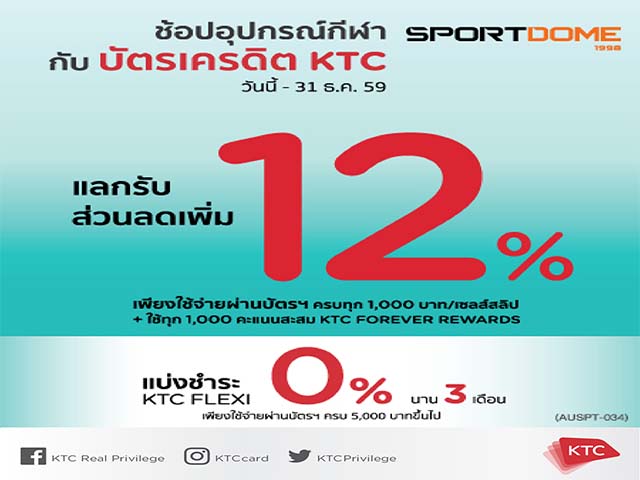 ช้อปอุปกรณ์กีฬา
กับ บัตรเครดิต KTC
วันนี้ - 31 ธ.ค. 59
SPORTDOME
1998
แลกรับ
ส่วนลดเพิ่ม
12%
เพียงใช้จ่ายผ่านบัตรฯ ครบทุก 1,000 บาท/เซลส์สลิป
+ ใช้ทุก 1,000 คะแนนสะสม KTC FOREVER REWARDS
แบ่งชำระ
KTC FLEXI
0% นาน 3 เดือน
เพียงใช้จ่ายผ่านบัตรฯ ครบ 5,000 บาทขึ้นไป
(AUSPT-034)
KTC Real Privilege
KTCcard
KTCPrivilege
KTC